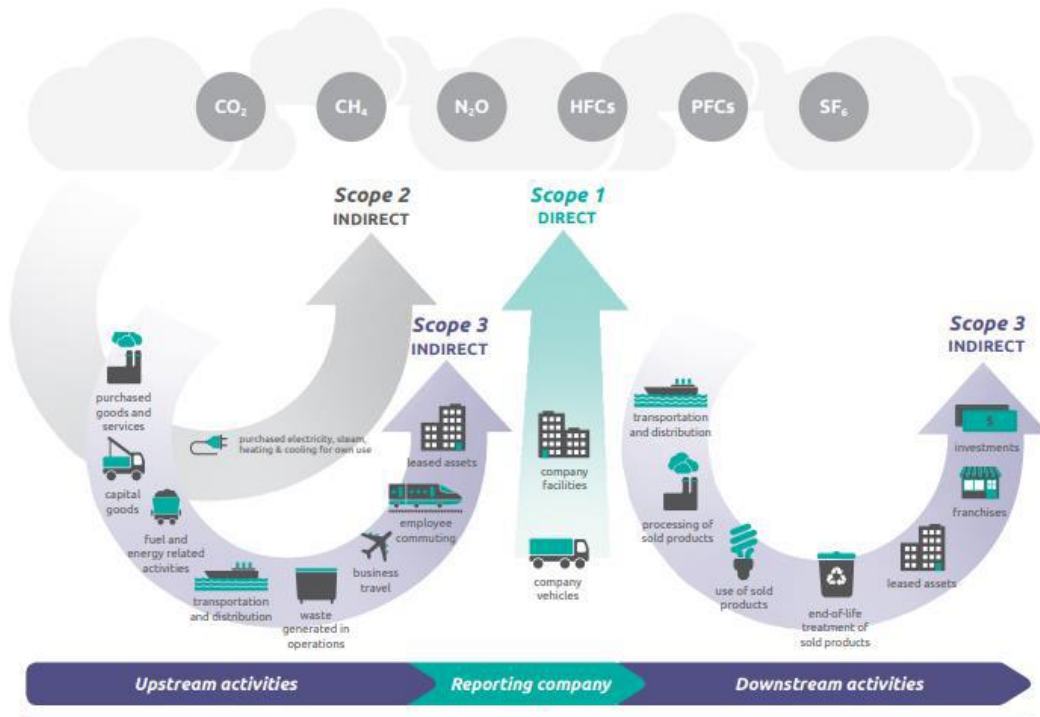 CO₂
CH₄
N₂O
HFCs
PFCs
SF₆
Scope 2
INDIRECT
Scope 1
DIRECT
Scope 3
INDIRECT
Scope 3
INDIRECT
purchased
goods and
services
capital
goods
fuel and
energy related
activities
transportation
and distribution
waste
generated in
operations
business
travel
employee
commuting
leased assets
purchased electricity, steam,
heating & cooling for own use
company
facilities
company
vehicles
transportation
and distribution
processing of
sold products
use of sold
products
end-of-life
treatment of
sold products
leased assets
franchises
$
investments
Upstream activities
Reporting company
Downstream activities